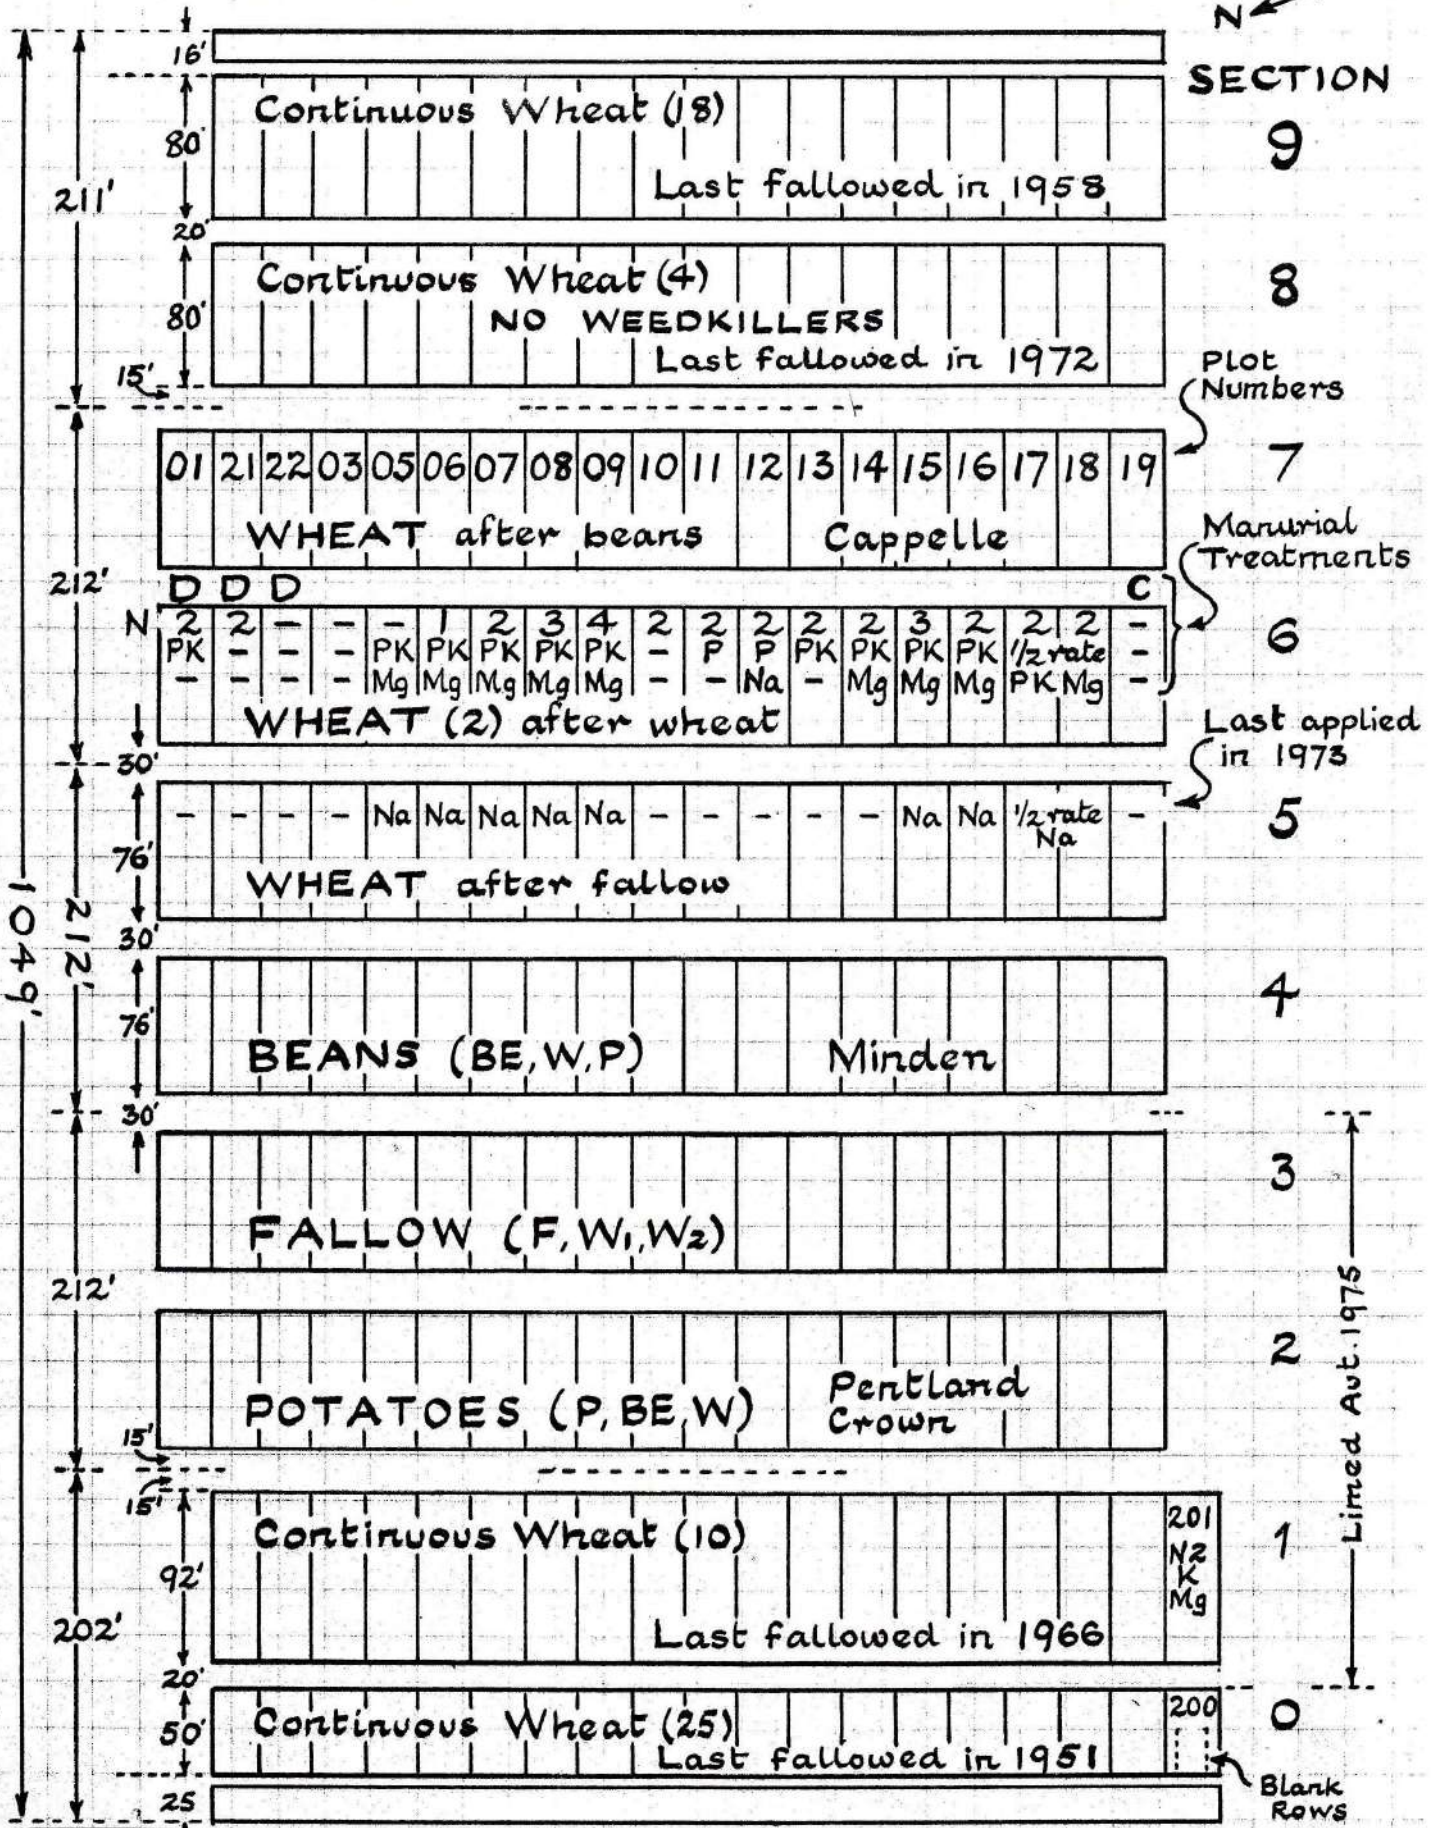 N
16'
SECTION
Continuous Wheat (18)
80'
9
211'
Last fallowed in 1958
20'
Continuous Wheat (4)
8
80'
NO WEEDKILLERS
Last fallowed in 1972
15'
Plot
Numbers
01 21 22 03 05 06 07 08 09 10 11 12 13 14 15 16 17 18 19
7
WHEAT after beans Cappelle
Manurial
Treatments
212'
D D D C
N 2 2 - - - 1 2 3 4 2 2 2 2 2 3 2 2 2 -
6
PK - - - PK PK PK PK PK - P P PK PK PK PK 1/2 rate -
- - - - Mg Mg Mg Mg Mg - - Na - Mg Mg Mg PK Mg -
WHEAT (2) after wheat
Last applied
in 1973
30'
- - - - Na Na Na Na Na - - - - - Na Na 1/2 rate -
Na
5
76'
WHEAT after fallow
1049'
212'
30'
4
76'
BEANS (BE, W, P) Minden
30'
3
FALLOW (F, W1, W2)
212'
Limed Aut. 1975
2
POTATOES (P, BE, W) Pentland
Crown
15'
15'
Continuous Wheat (10)
201
N2
K
Mg
1
92'
202'
Last fallowed in 1966
20'
Continuous Wheat (25)
200
0
50'
Last fallowed in 1951
Blank
Rows
25